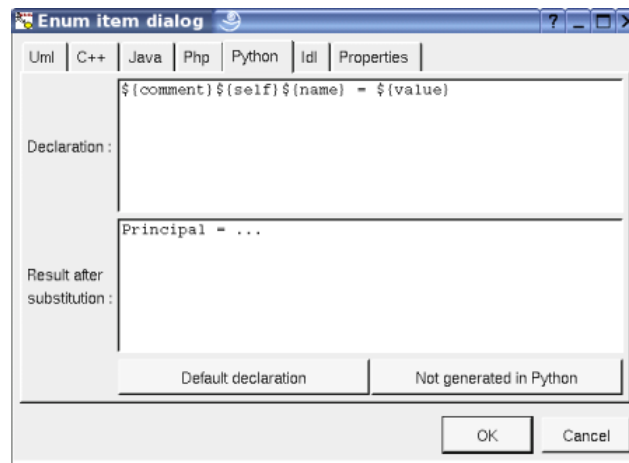 Enum item dialog
Uml C++ Java Php Python Idl Properties
${comment}${self}${name} = ${value}
Declaration :
Principal = ...
Result after
substitution :
Default declaration Not generated in Python
OK Cancel